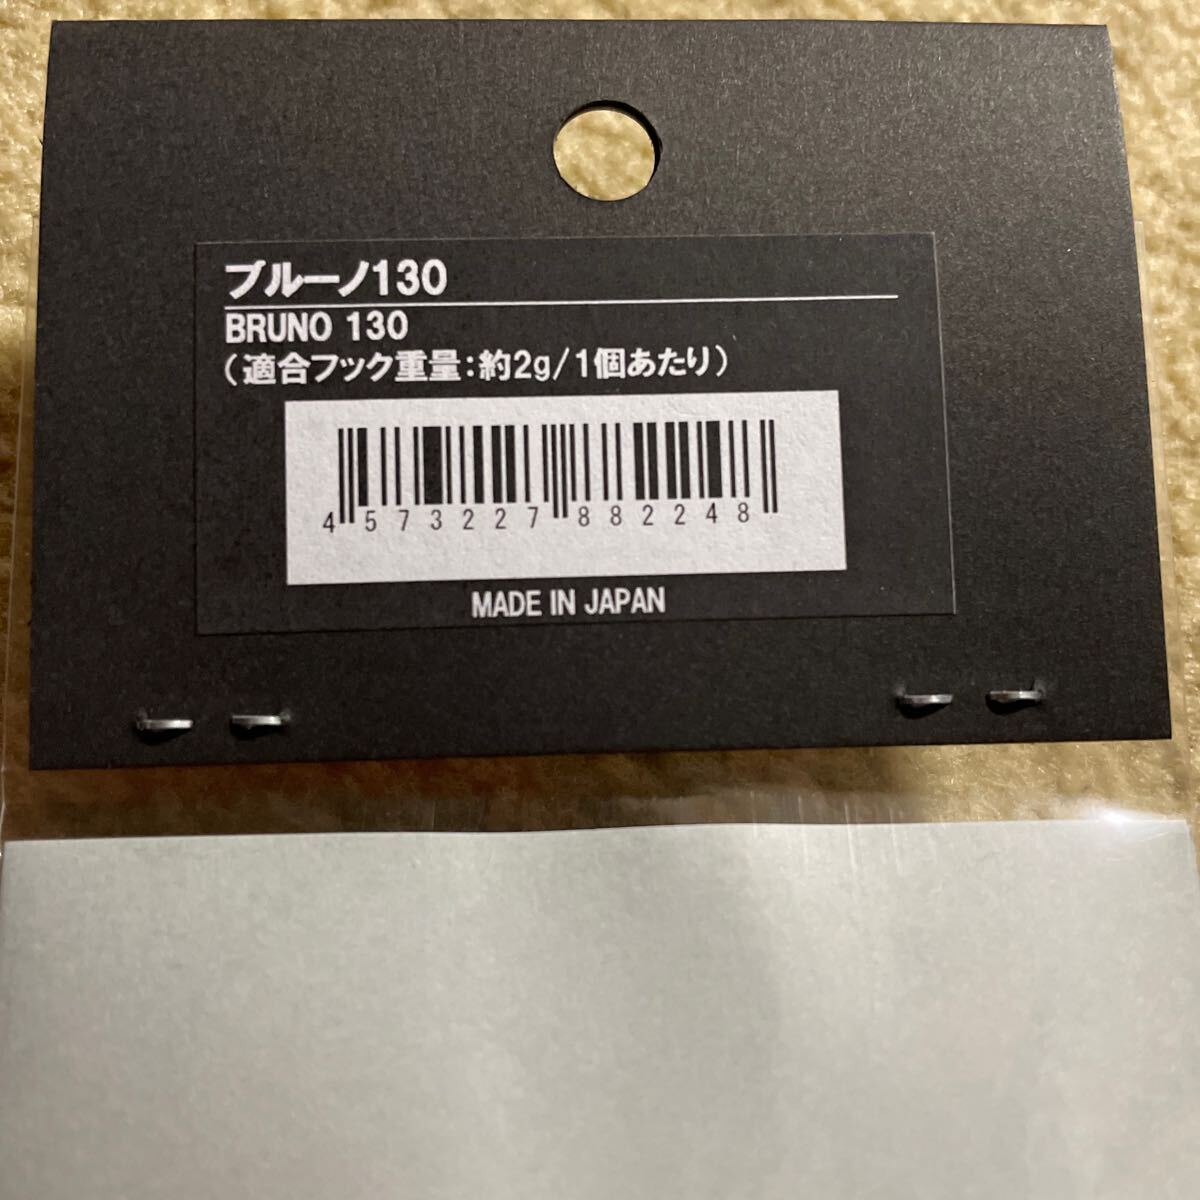 ブルーノ130
BRUNO 130
(適合フック重量:約2g/1個あたり)
4 573227 882248
MADE IN JAPAN